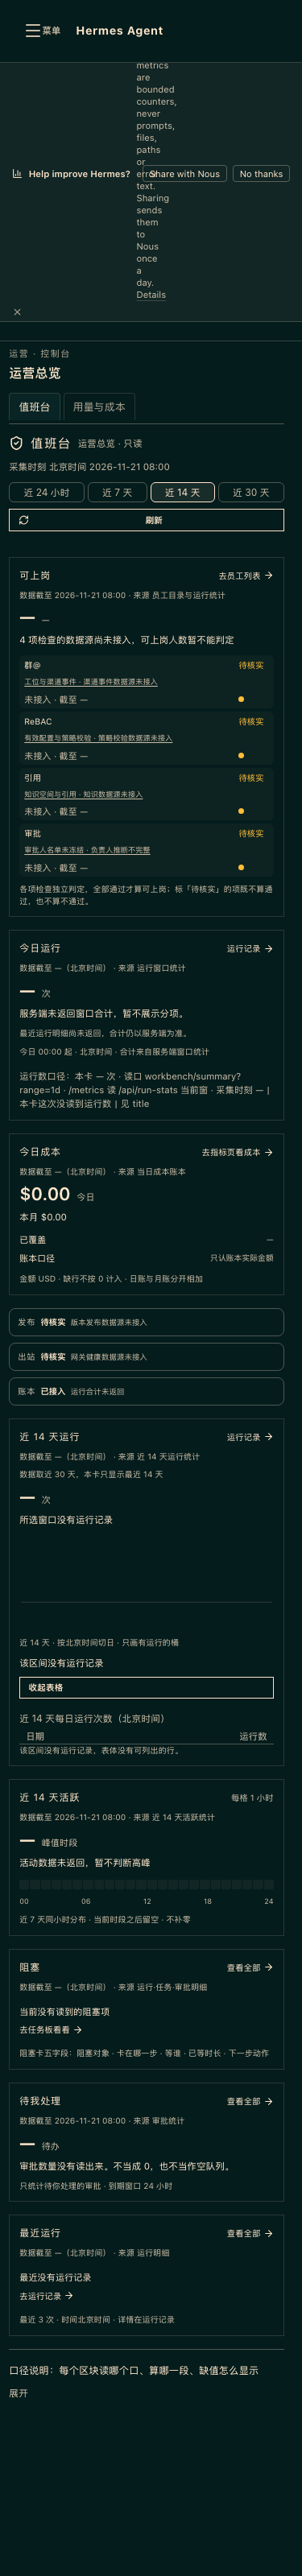 菜单
Hermes Agent
metrics
are
bounded
counters,
never
prompts,
files,
paths
or
error
text.
Sharing
sends
them
to
Nous
once
a
day.
Details
Help improve Hermes?
Share with Nous
No thanks
运营 · 控制台
运营总览
值班台
用量与成本
值班台 运营总览 · 只读
采集时刻 北京时间 2026-11-21 08:00
近 24 小时
近 7 天
近 14 天
近 30 天
刷新
可上岗
去员工列表 →
数据截至 2026-11-21 08:00 · 来源 员工目录与运行统计
— —
4 项检查的数据源尚未接入，可上岗人数暂不能判定
群@
待核实
工位与渠道事件 · 渠道事件数据源未接入
未接入 · 截至 —
ReBAC
待核实
有效配置与策略校验 · 策略校验数据源未接入
未接入 · 截至 —
引用
待核实
知识空间与引用 · 知识数据源未接入
未接入 · 截至 —
审批
待核实
审批人名单未冻结 · 负责人推断不完整
未接入 · 截至 —
各项检查独立判定，全部通过才算可上岗；标「待核实」的项既不算通
过，也不算不通过。
今日运行
运行记录 →
数据截至 —（北京时间） · 来源 运行窗口统计
— 次
服务端未返回窗口合计，暂不展示分项。
最近运行明细尚未返回，合计仍以服务端为准。
今日 00:00 起 · 北京时间 · 合计来自服务端窗口统计
运行数口径：本卡 — 次 · 读口 workbench/summary?
range=1d · /metrics 读 /api/run-stats 当前窗 · 采集时刻 — |
本卡这次没读到运行数 | 见 title
今日成本
去指标页看成本 →
数据截至 —（北京时间） · 来源 当日成本账本
$0.00 今日
本月 $0.00
已覆盖
—
账本口径
只认账本实际金额
金额 USD · 缺行不按 0 计入 · 日账与月账分开相加
发布 待核实 版本发布数据源未接入
出站 待核实 网关健康数据源未接入
账本 已接入 运行合计未返回
近 14 天运行
运行记录 →
数据截至 2026-11-21 08:00 · 来源 近 14 天运行统计
数据取近 30 天，本卡只显示最近 14 天
— 次
所选窗口没有运行记录
近 14 天 · 按北京时间切日 · 只画有运行的桶
该区间没有运行记录
收起表格
近 14 天每日运行次数（北京时间）
日期
运行数
该区间没有运行记录，表体没有可列出的行。
近 14 天活跃
每格 1 小时
数据截至 2026-11-21 08:00 · 来源 近 14 天活跃统计
— 峰值时段
活动数据未返回，暂不判断高峰
00
06
12
18
24
近 7 天同小时分布 · 当前时段之后留空 · 不补零
阻塞
查看全部 →
数据截至 —（北京时间） · 来源 运行·任务·审批明细
当前没有读到的阻塞项
去任务板看看 →
阻塞卡五字段：阻塞对象 · 卡在哪一步 · 等谁 · 已等时长 · 下一步动作
待我处理
查看全部 →
数据截至 2026-11-21 08:00 · 来源 审批统计
— 待办
审批数量没有读出来。不当成 0，也不当作空队列。
只统计待你处理的审批 · 到期窗口 24 小时
最近运行
查看全部 →
数据截至 —（北京时间） · 来源 运行明细
最近没有运行记录
去运行记录 →
最近 3 次 · 时间北京时间 · 详情在运行记录
口径说明：每个区块读哪个口、算哪一段、缺值怎么显示
展开